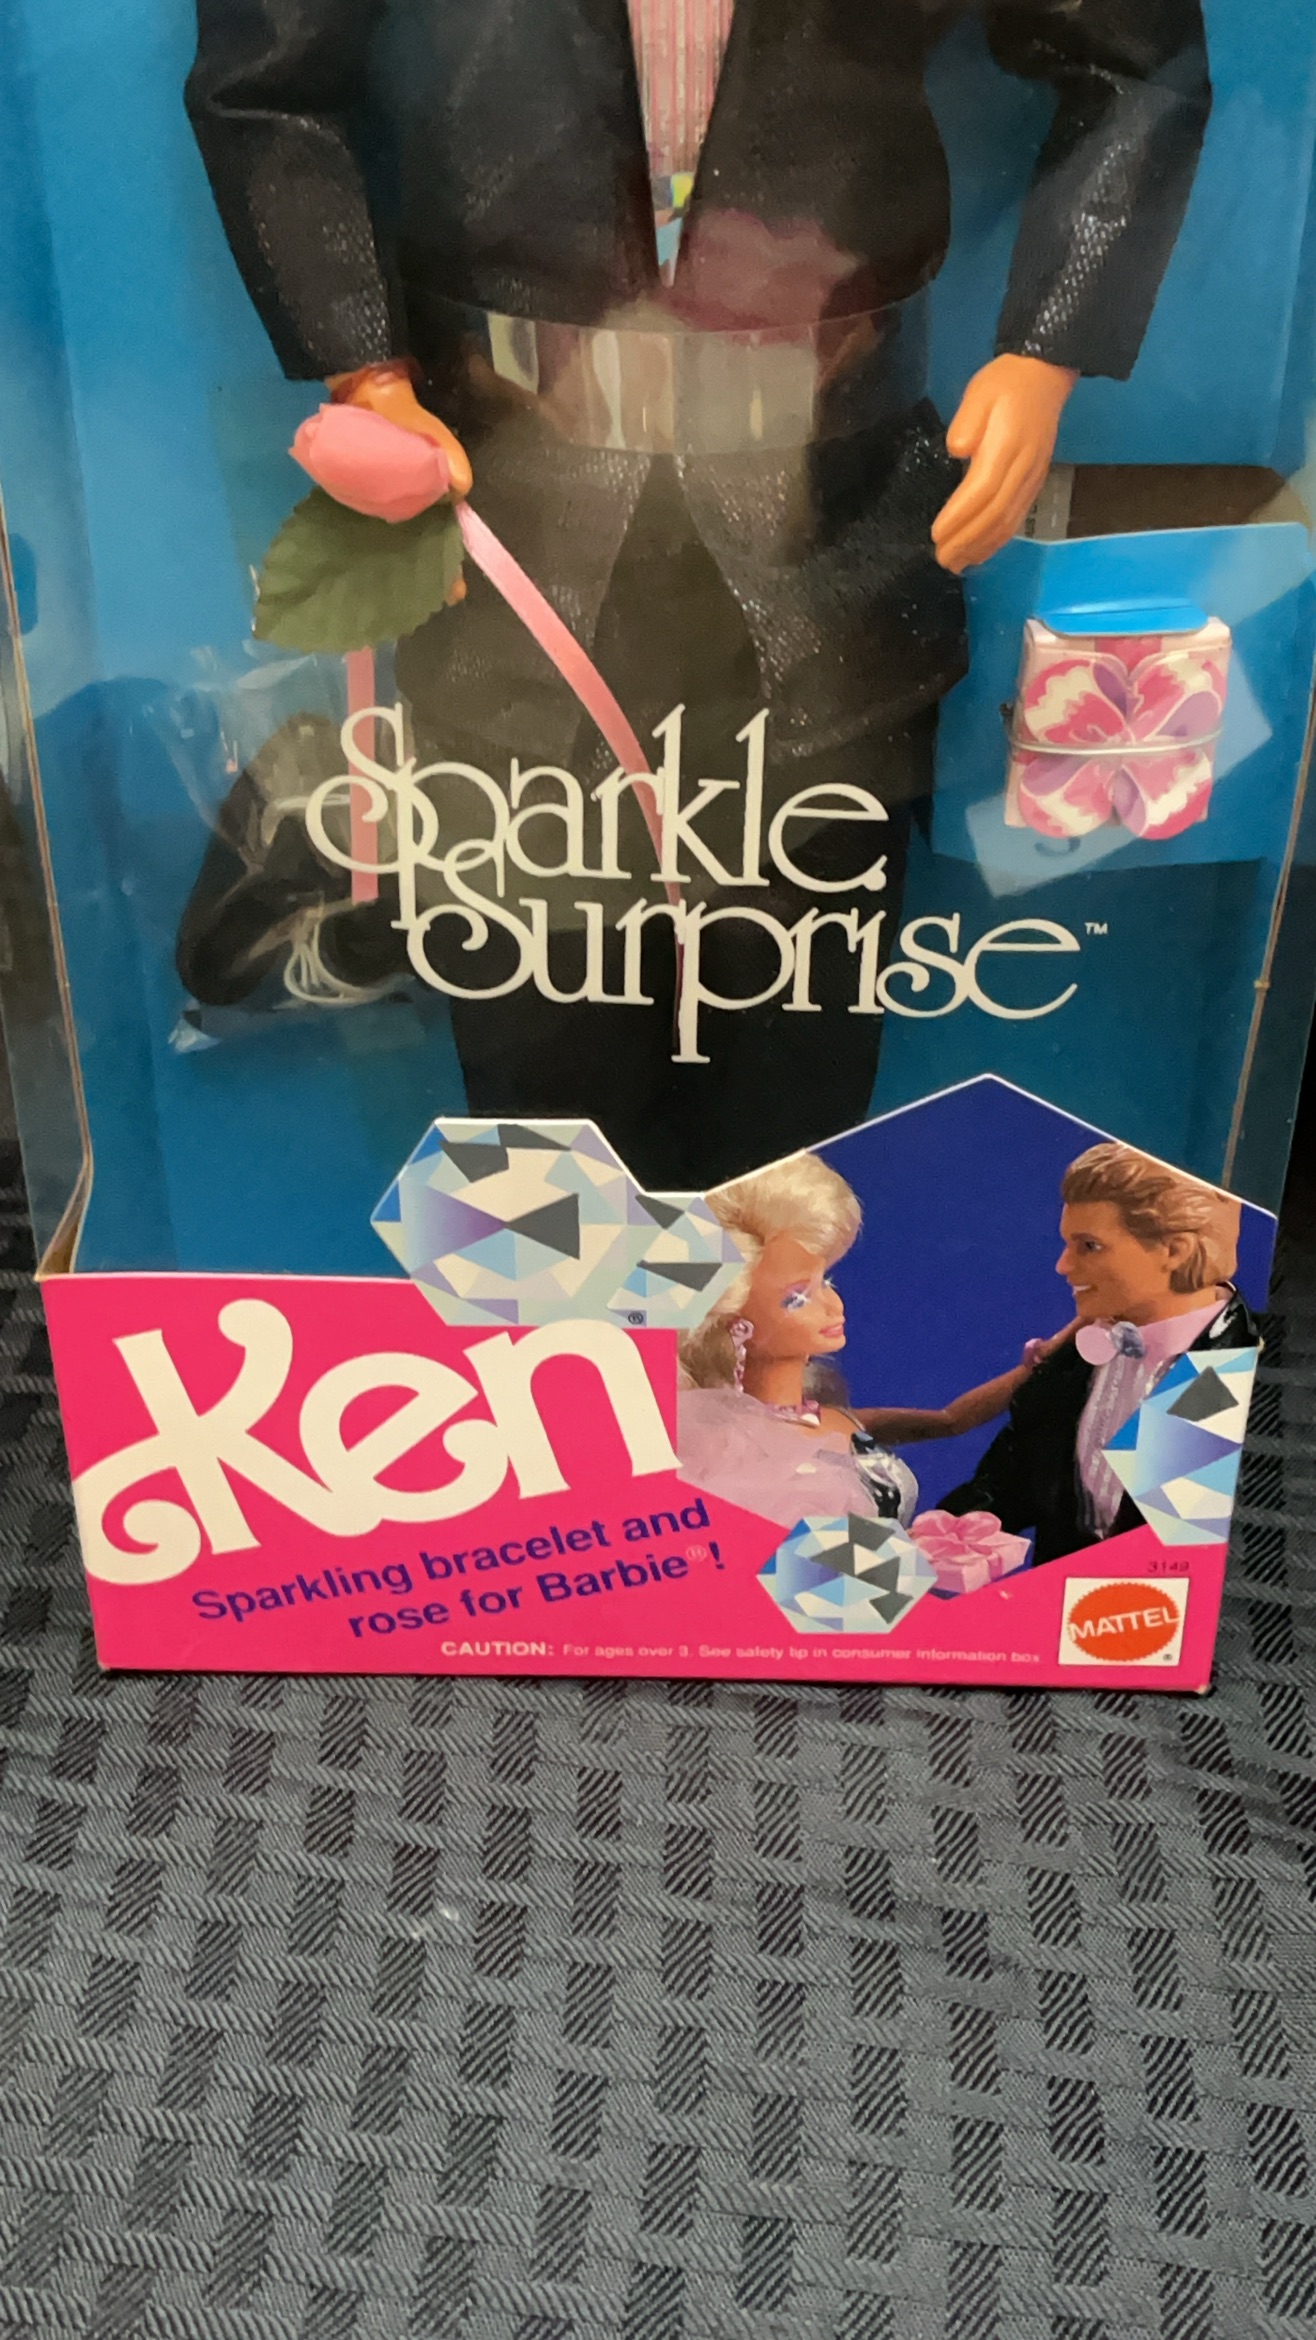 Sparkle
Surprise™
®
Ken
Sparkling bracelet and
rose for Barbie®!
3149
MATTEL
®
CAUTION: For ages over 3. See safety tip in consumer information box